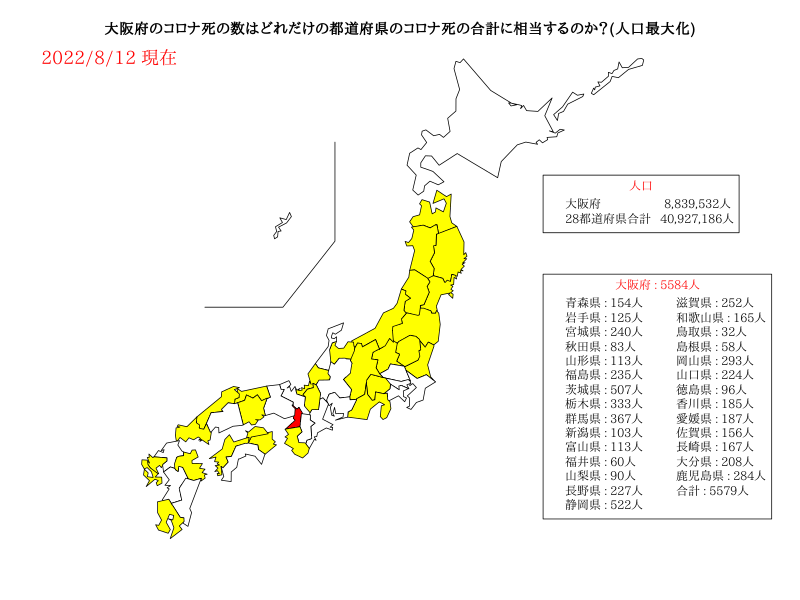 大阪府のコロナ死の数はどれだけの都道府県のコロナ死の合計に相当するのか?(人口最大化)
2022/8/12 現在
人口
大阪府 8,839,532人
28都道府県合計 40,927,186人
大阪府 : 5584人
青森県 : 154人
岩手県 : 125人
宮城県 : 240人
秋田県 : 83人
山形県 : 113人
福島県 : 235人
茨城県 : 507人
栃木県 : 333人
群馬県 : 367人
新潟県 : 103人
富山県 : 113人
福井県 : 60人
山梨県 : 90人
長野県 : 227人
静岡県 : 522人
滋賀県 : 252人
和歌山県 : 165人
鳥取県 : 32人
島根県 : 58人
岡山県 : 293人
山口県 : 224人
徳島県 : 96人
香川県 : 185人
愛媛県 : 187人
佐賀県 : 156人
長崎県 : 167人
大分県 : 208人
鹿児島県 : 284人
合計 : 5579人